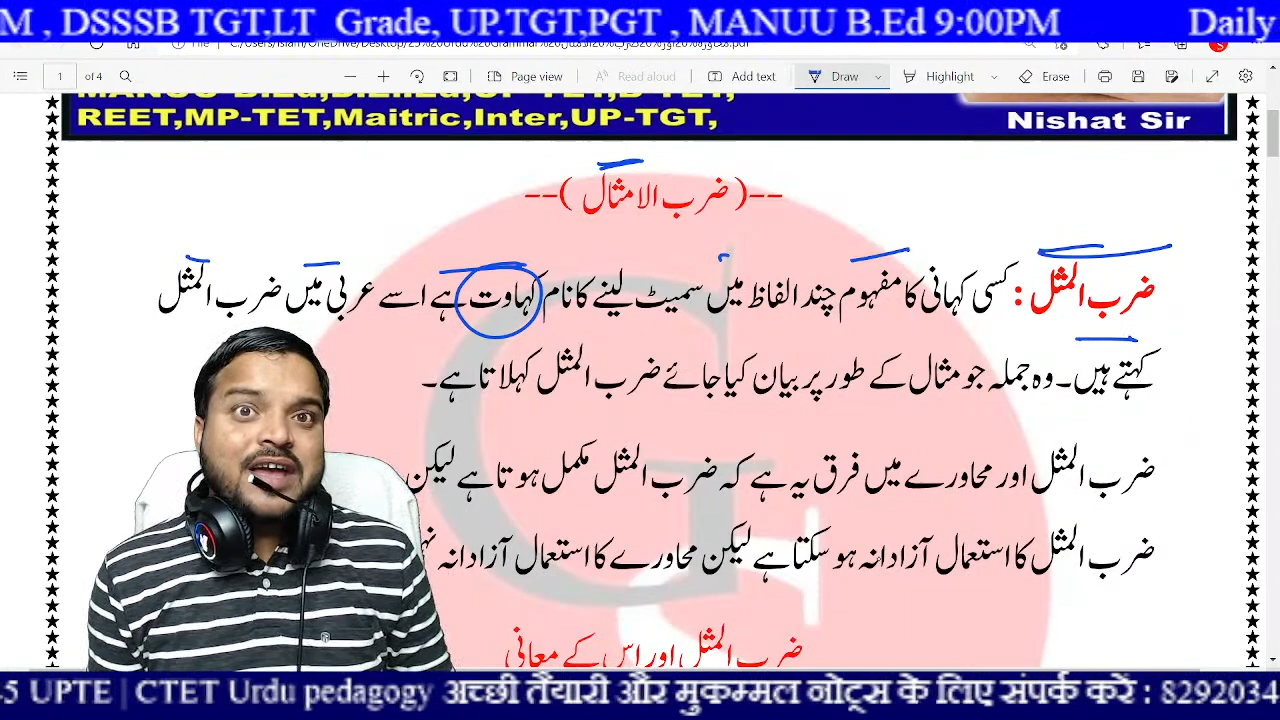 M , DSSSB TGT,LT_Grade, UP.TGT,PGT , MANUU B.Ed 9:00PM Daily
1 of 4
Page view
Read aloud
Add text
Draw
Highlight
Erase
REET,MP-TET,Maitric,Inter,UP-TGT,
Nishat Sir
--( ضرب الامثال )--
ضرب المثل : کسی کہانی کا مفہوم چند الفاظ میں سمیٹ لینے کا نام کہاوت ہے اسے عربی میں ضرب المثل
کہتے ہیں۔ وہ جملہ جو مثال کے طور پر بیان کیا جائے ضرب المثل کہلاتا ہے۔
ضرب المثل اور محاورے میں فرق یہ ہے کہ ضرب المثل مکمل ہوتا ہے لیکن
ضرب المثل کا استعمال آزادانہ ہو سکتا ہے لیکن محاورے کا استعمال آزادانہ
ضرب المثل اور اس کے معانی
5 UPTE | CTET Urdu pedagogy अच्छी तैयारी और मुकम्मल नोट्स के लिए संपर्क करें : 8292034